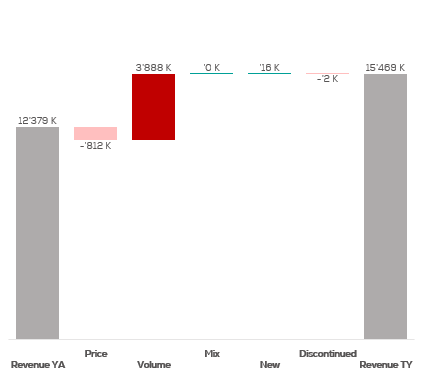 3'888 K
'0 K
'16 K
15'469 K
-'2 K
12'379 K
-'812 K
Price
Mix
Discontinued
Revenue YA
Volume
New
Revenue TY